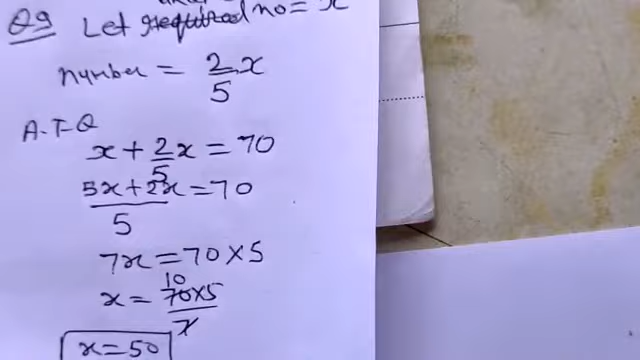 Q9 Let no = x
number = 2/5 x
A.T.Q
x + 2/5 x = 70
5x+2x/5 = 70
7x = 70×5
x = 10 70×5/7
x = 50